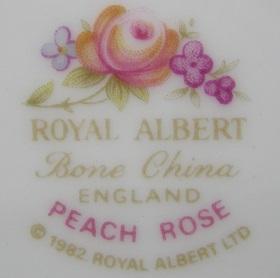 ROYAL ALBERT
Bone China
ENGLAND
PEACH ROSE
© 1982 ROYAL ALBERT LTD